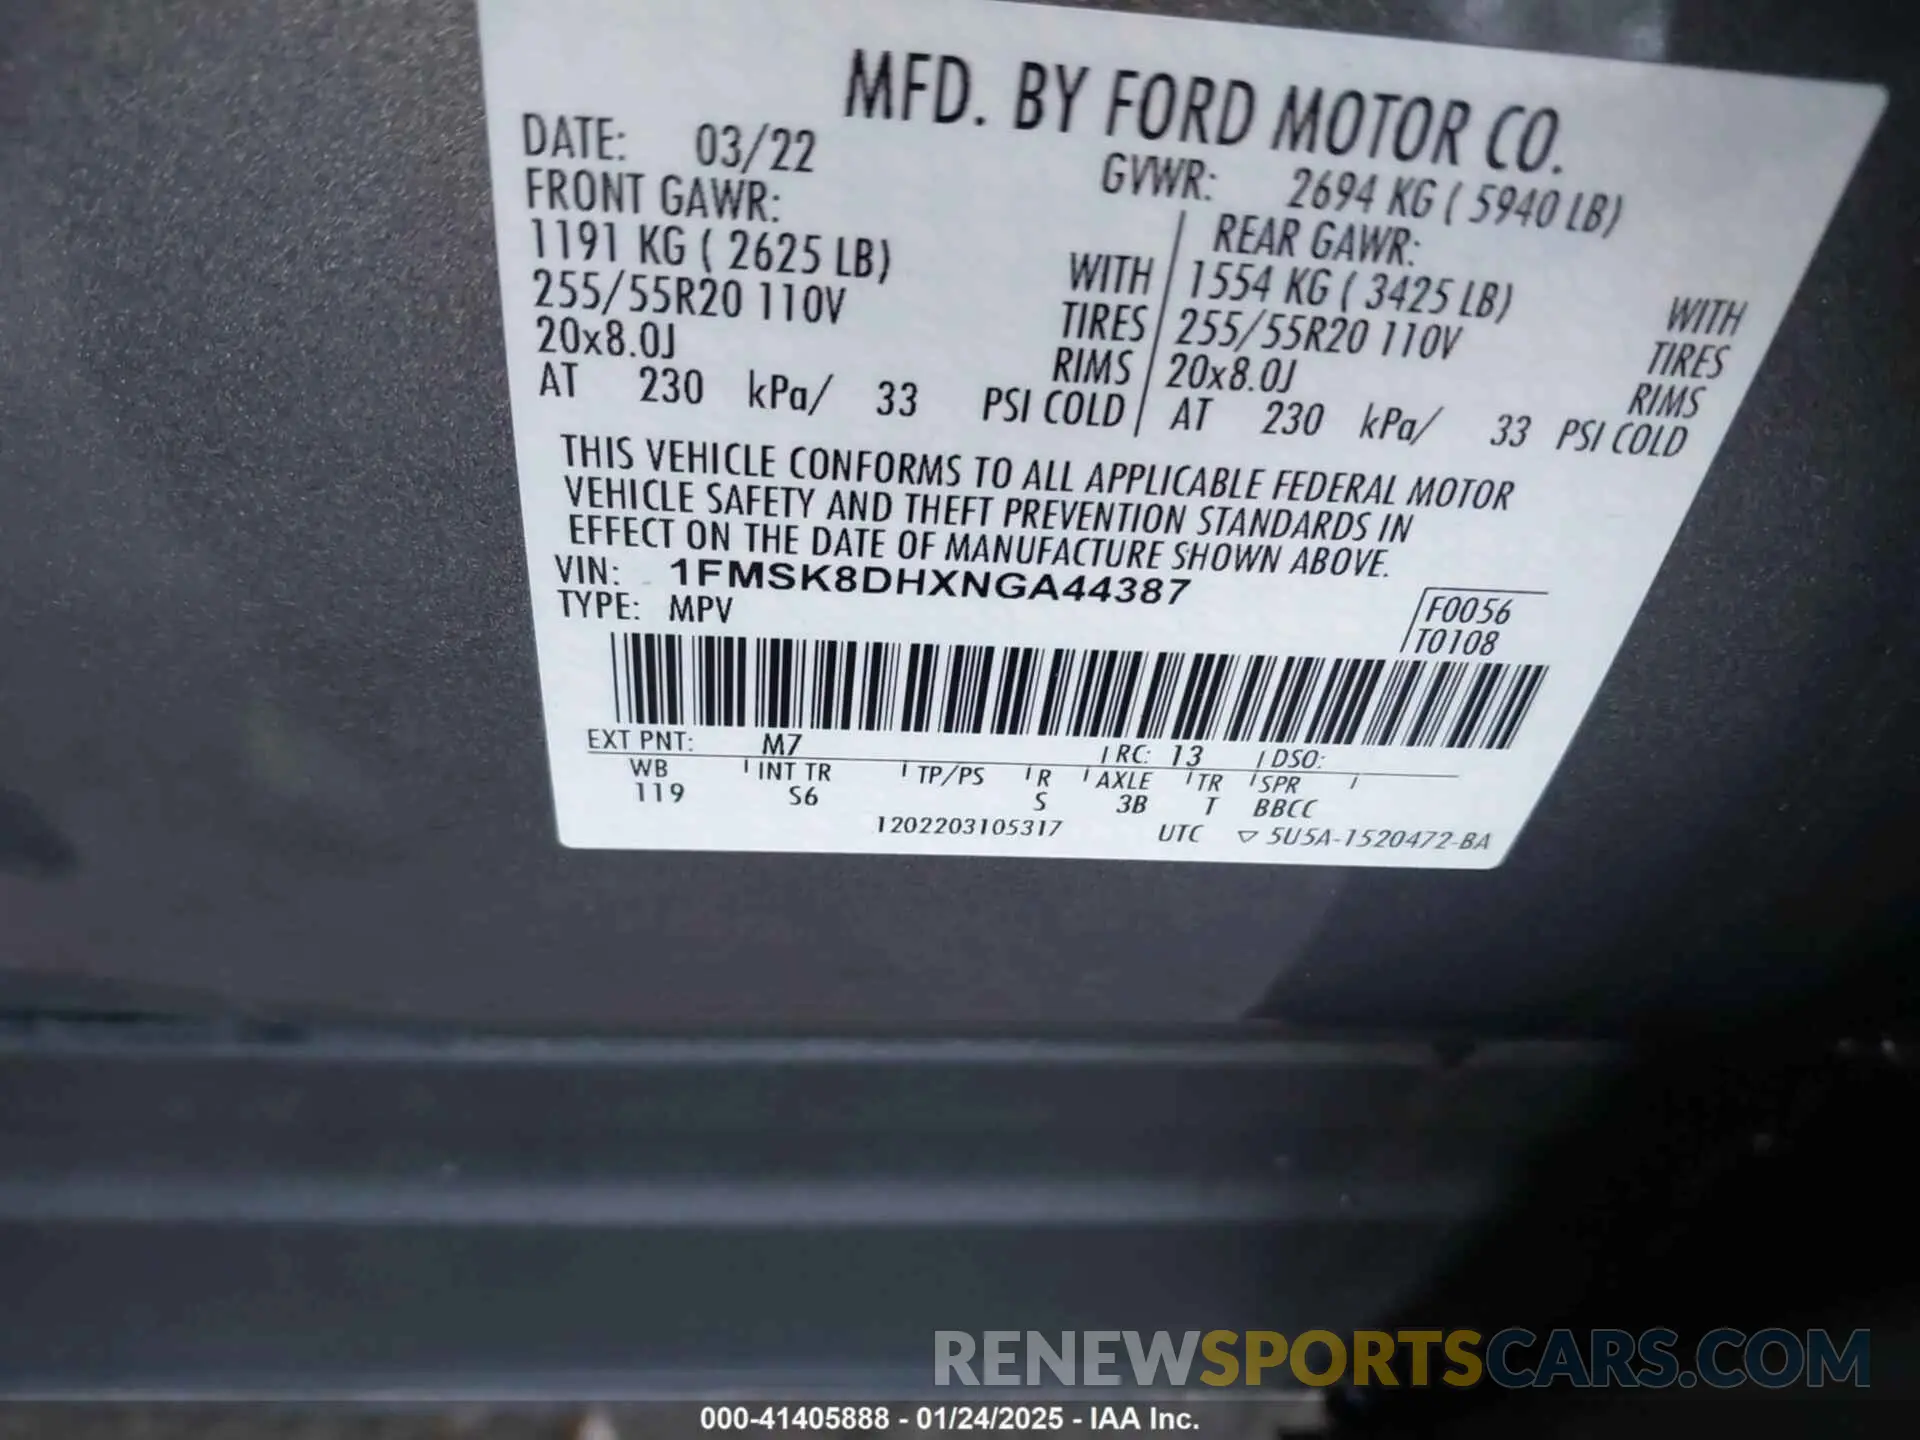 MFD. BY FORD MOTOR CO.
DATE: 03/22 GVWR: 2694 KG ( 5940 LB)
FRONT GAWR: REAR GAWR:
1191 KG ( 2625 LB) WITH 1554 KG ( 3425 LB) WITH
255/55R20 110V TIRES 255/55R20 110V TIRES
20x8.0J RIMS 20x8.0J RIMS
AT 230 kPa/ 33 PSI COLD AT 230 kPa/ 33 PSI COLD
THIS VEHICLE CONFORMS TO ALL APPLICABLE FEDERAL MOTOR
VEHICLE SAFETY AND THEFT PREVENTION STANDARDS IN
EFFECT ON THE DATE OF MANUFACTURE SHOWN ABOVE.
VIN: 1FMSK8DHXNGA44387
TYPE: MPV
F0056
T0108
EXT PNT: M7 RC: 13 DSO:
WB INT TR TP/PS R AXLE TR SPR
119 S6 S 3B T BBCC
1202203105317 UTC ▽ 5U5A-1520472-BA
RENEWSPORTSCARS.COM
000-41405888 - 01/24/2025 - IAA Inc.